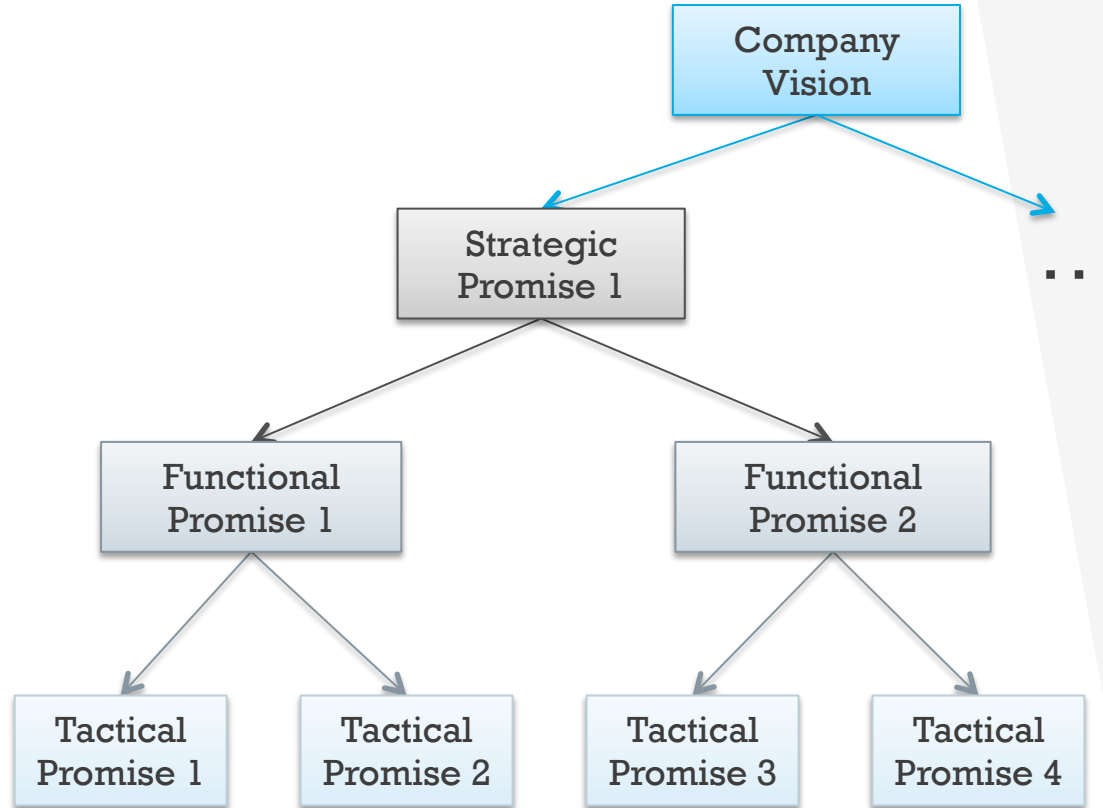 Company
Vision
Strategic
Promise 1
. .
Functional
Promise 1
Functional
Promise 2
Tactical
Promise 1
Tactical
Promise 2
Tactical
Promise 3
Tactical
Promise 4